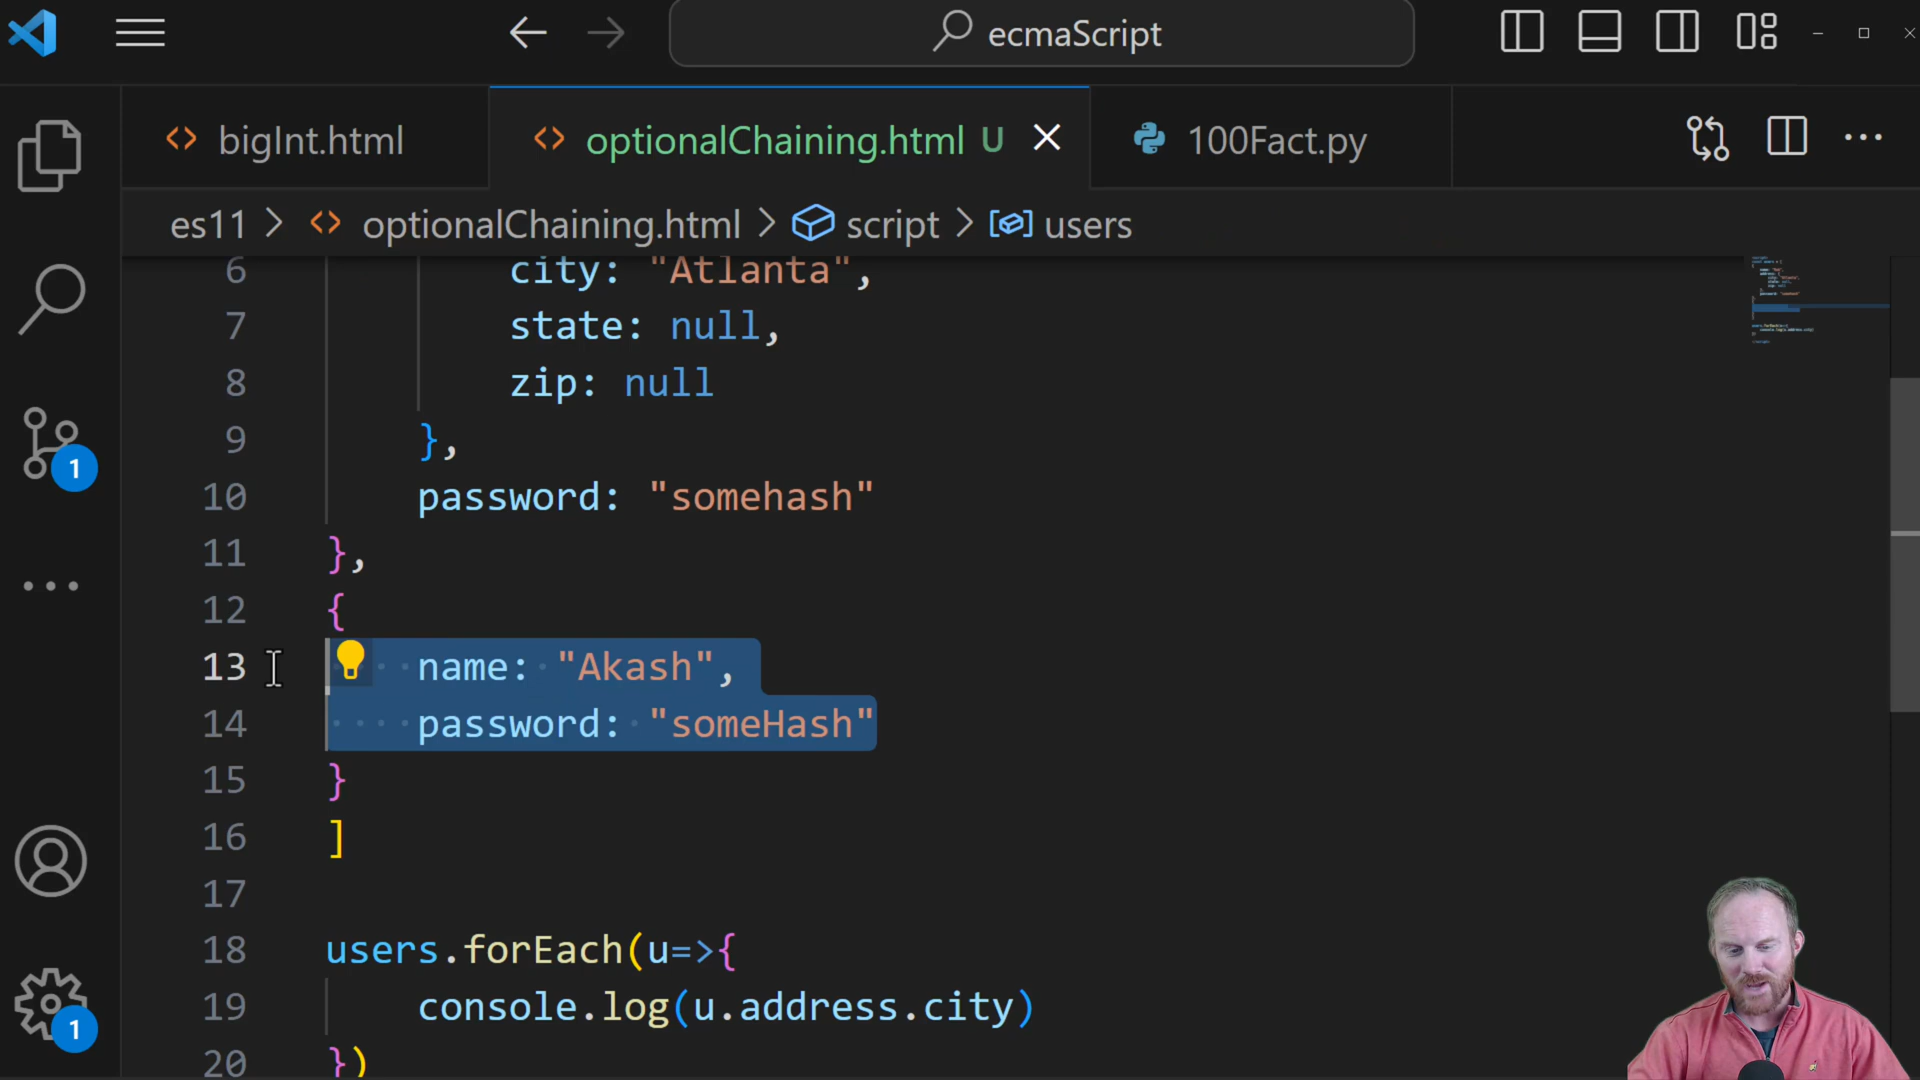 ecmaScript
bigInt.html
optionalChaining.html U
100Fact.py
es11 > optionalChaining.html > script > users
6 city: "Atlanta",
7 state: null,
8 zip: null
9 },
10 password: "somehash"
11 },
12 {
13 name: "Akash",
14 password: "someHash"
15 }
16 ]
17
18 users.forEach(u=>{
19 console.log(u.address.city)
20 })
1
1